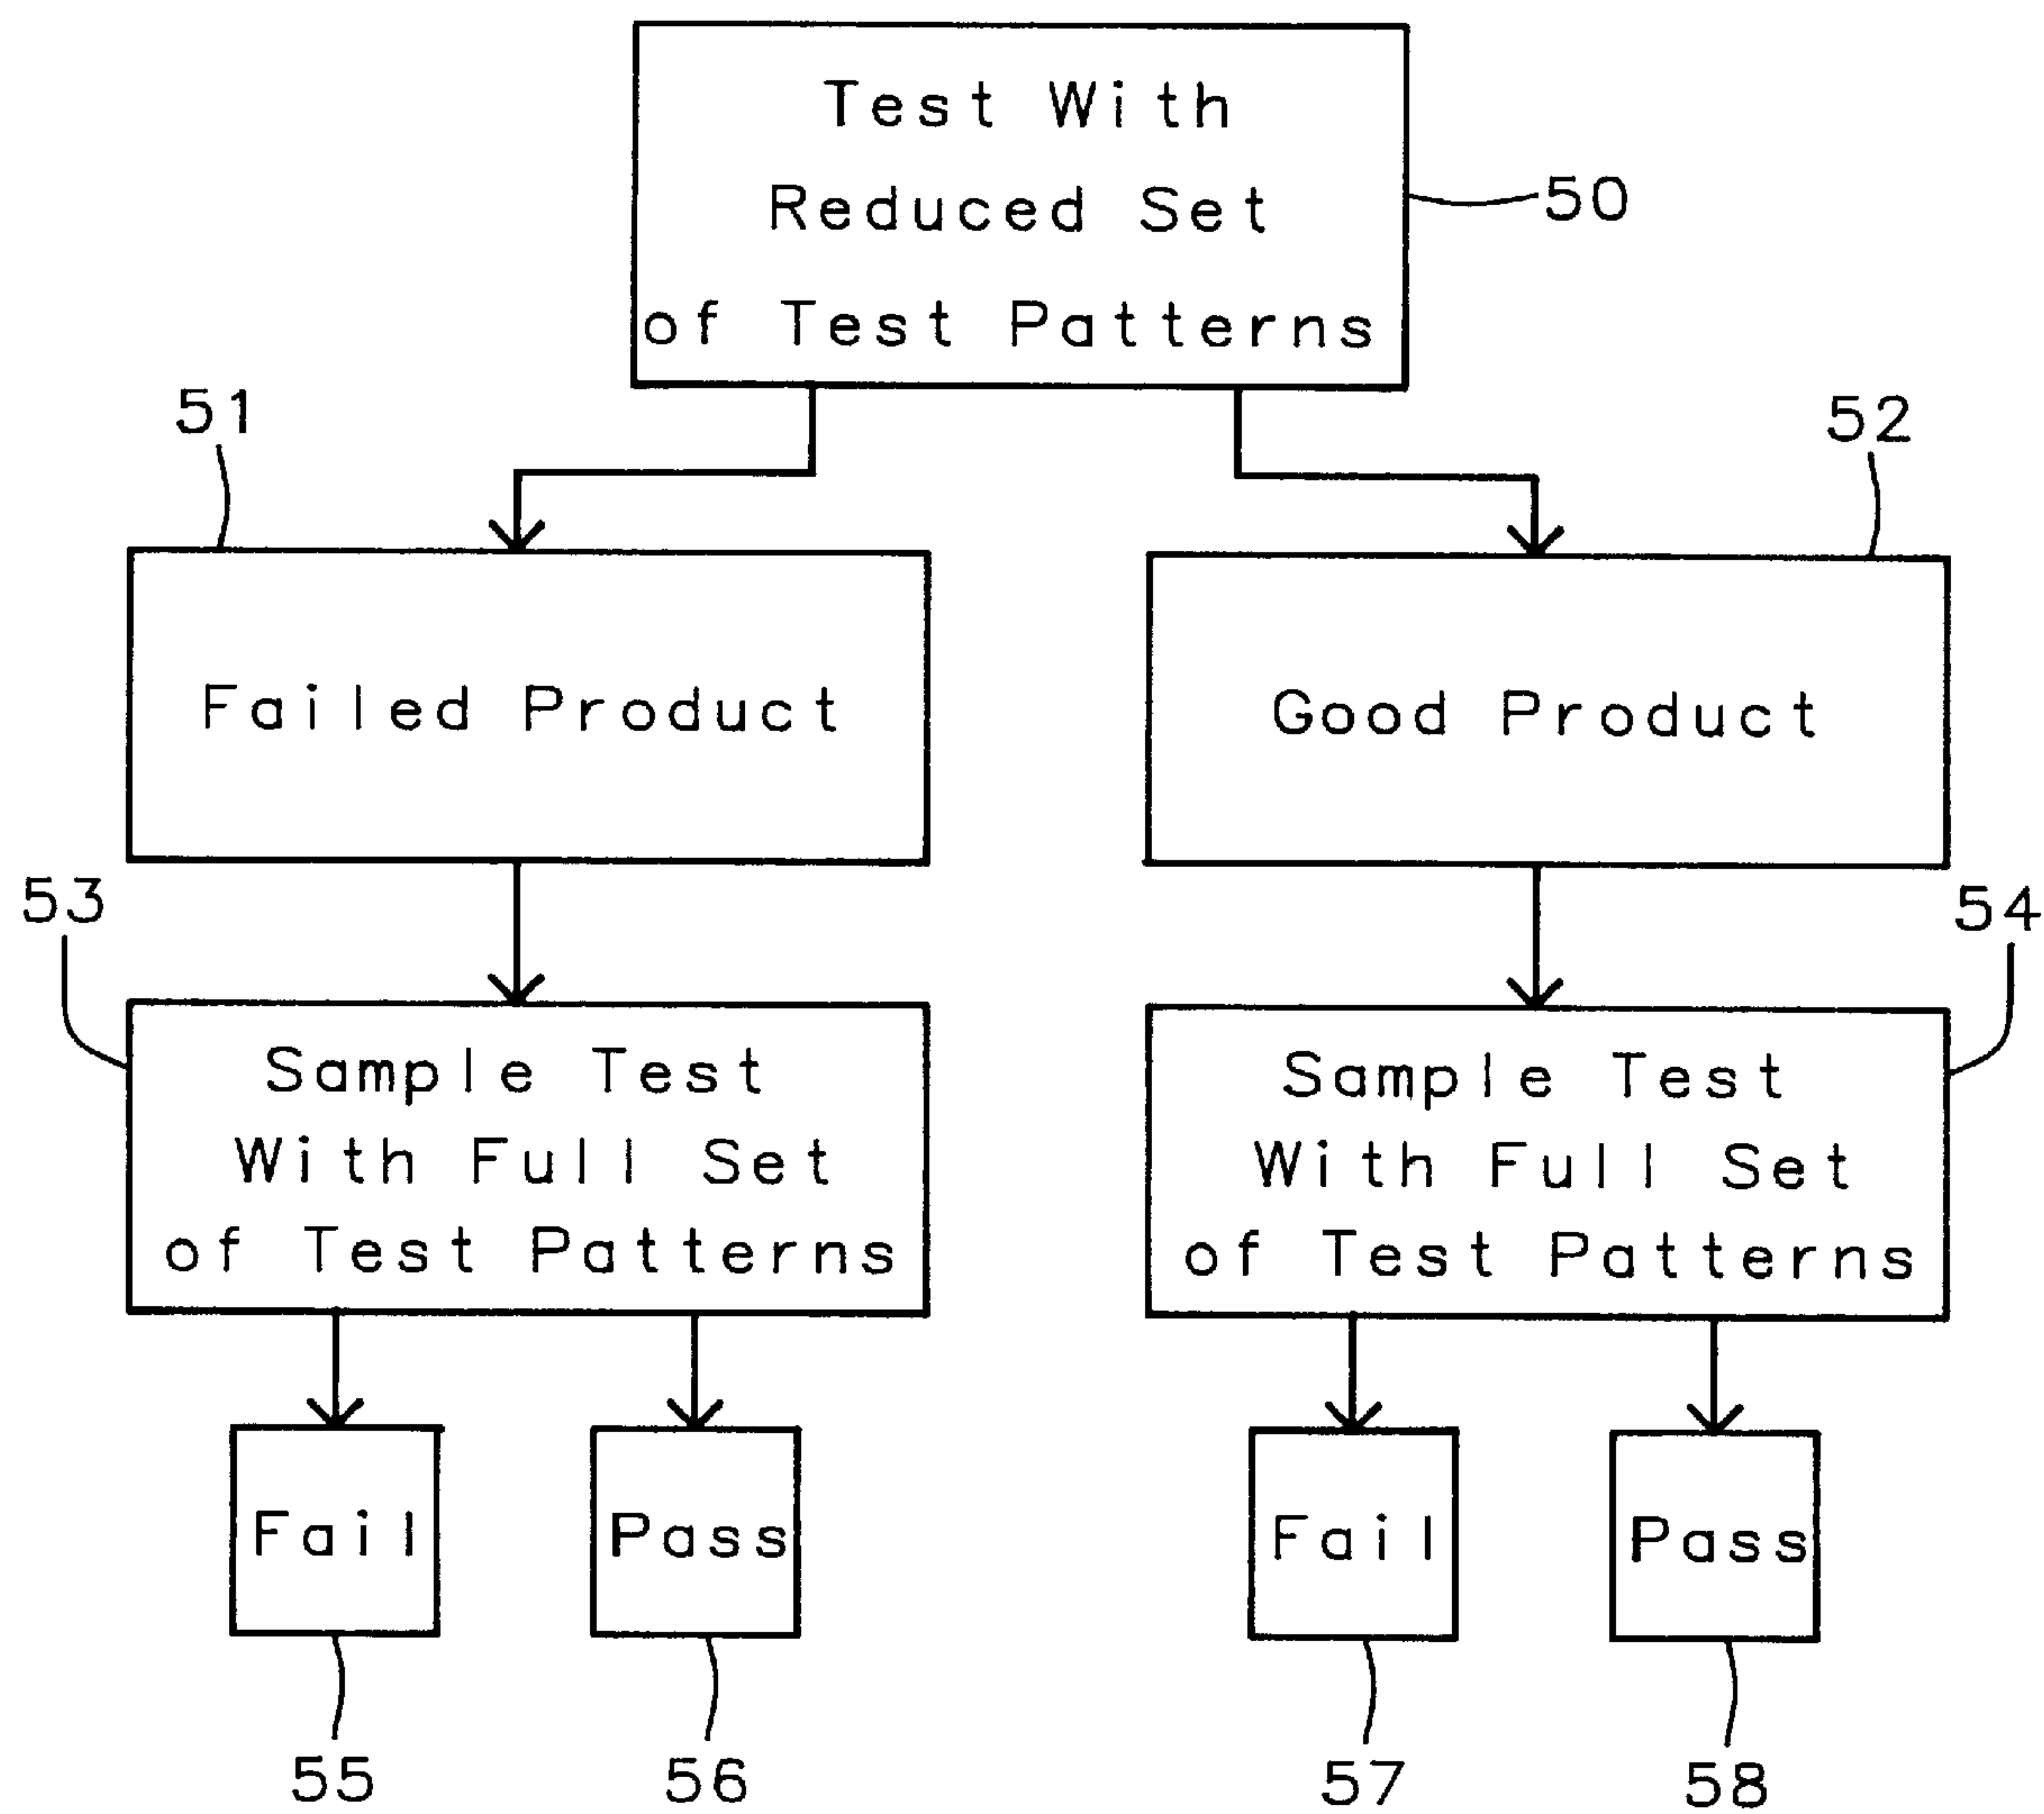 Test With
Reduced Set
of Test Patterns
50
51
52
Failed Product
Good Product
53
54
Sample Test
With Full Set
of Test Patterns
Sample Test
With Full Set
of Test Patterns
Fail
Pass
Fail
Pass
55
56
57
58